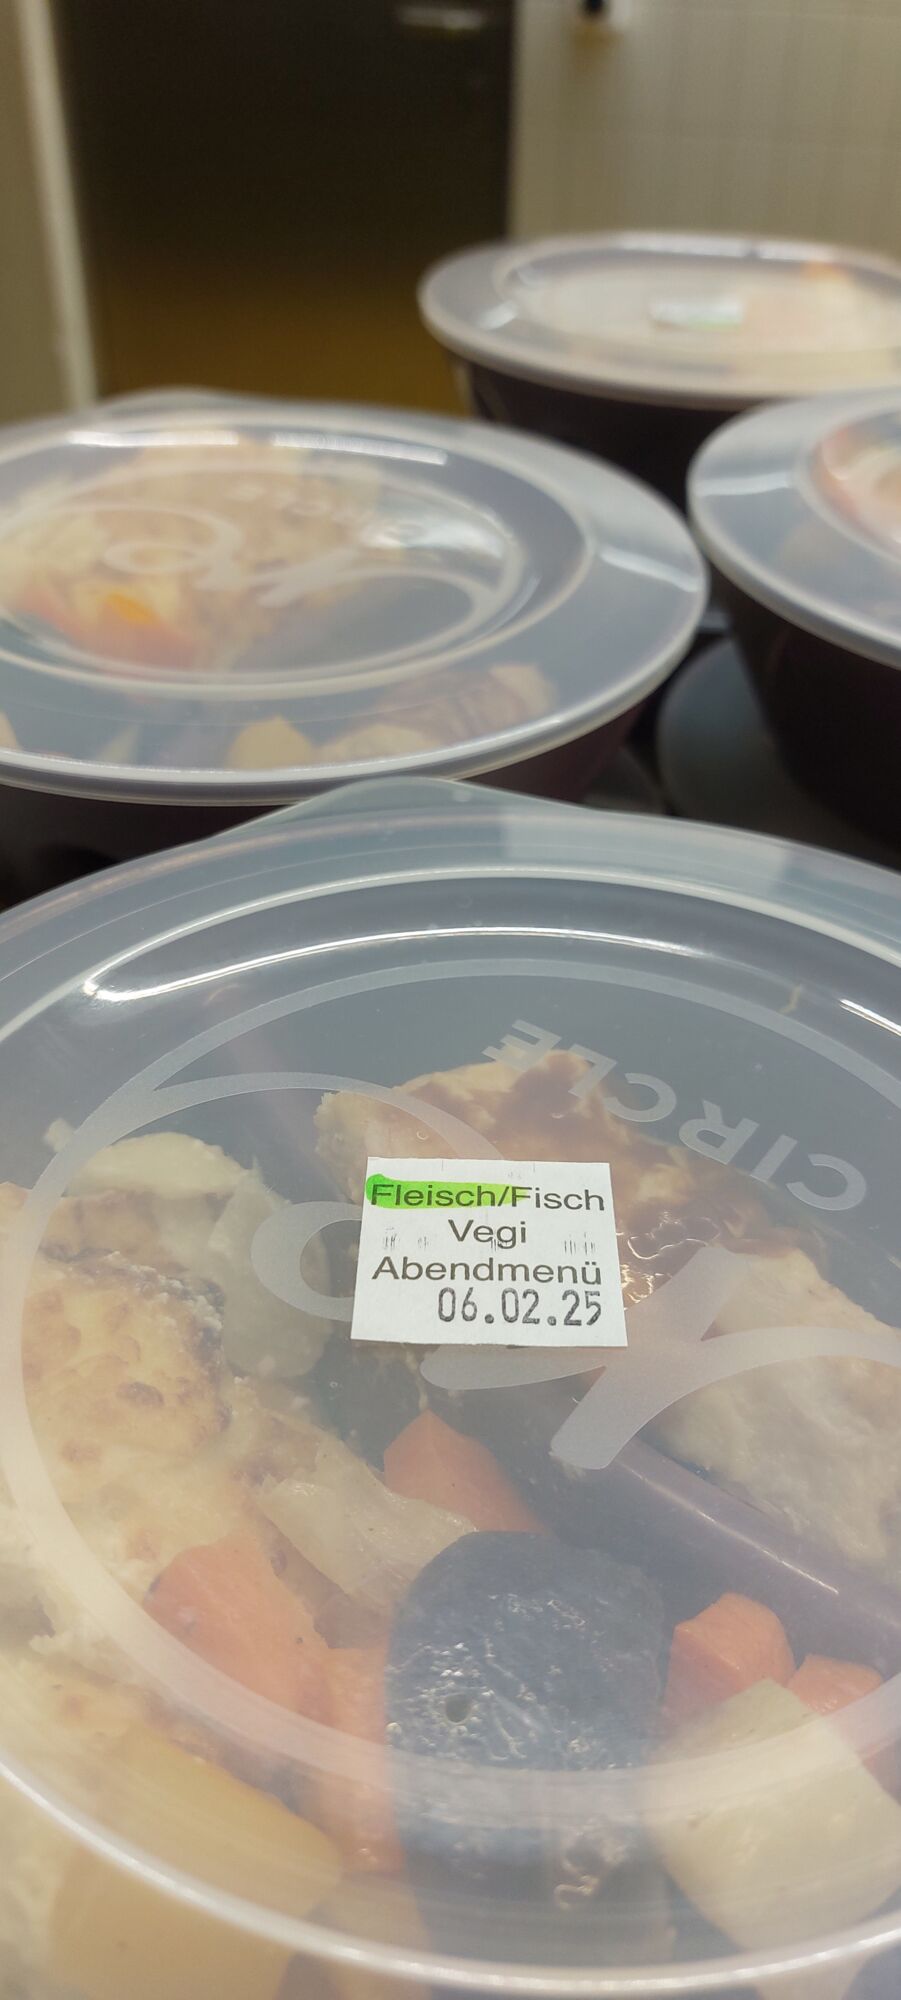 CIRCLE
Fleisch/Fisch
Vegi
Abendmenü
06.02.25